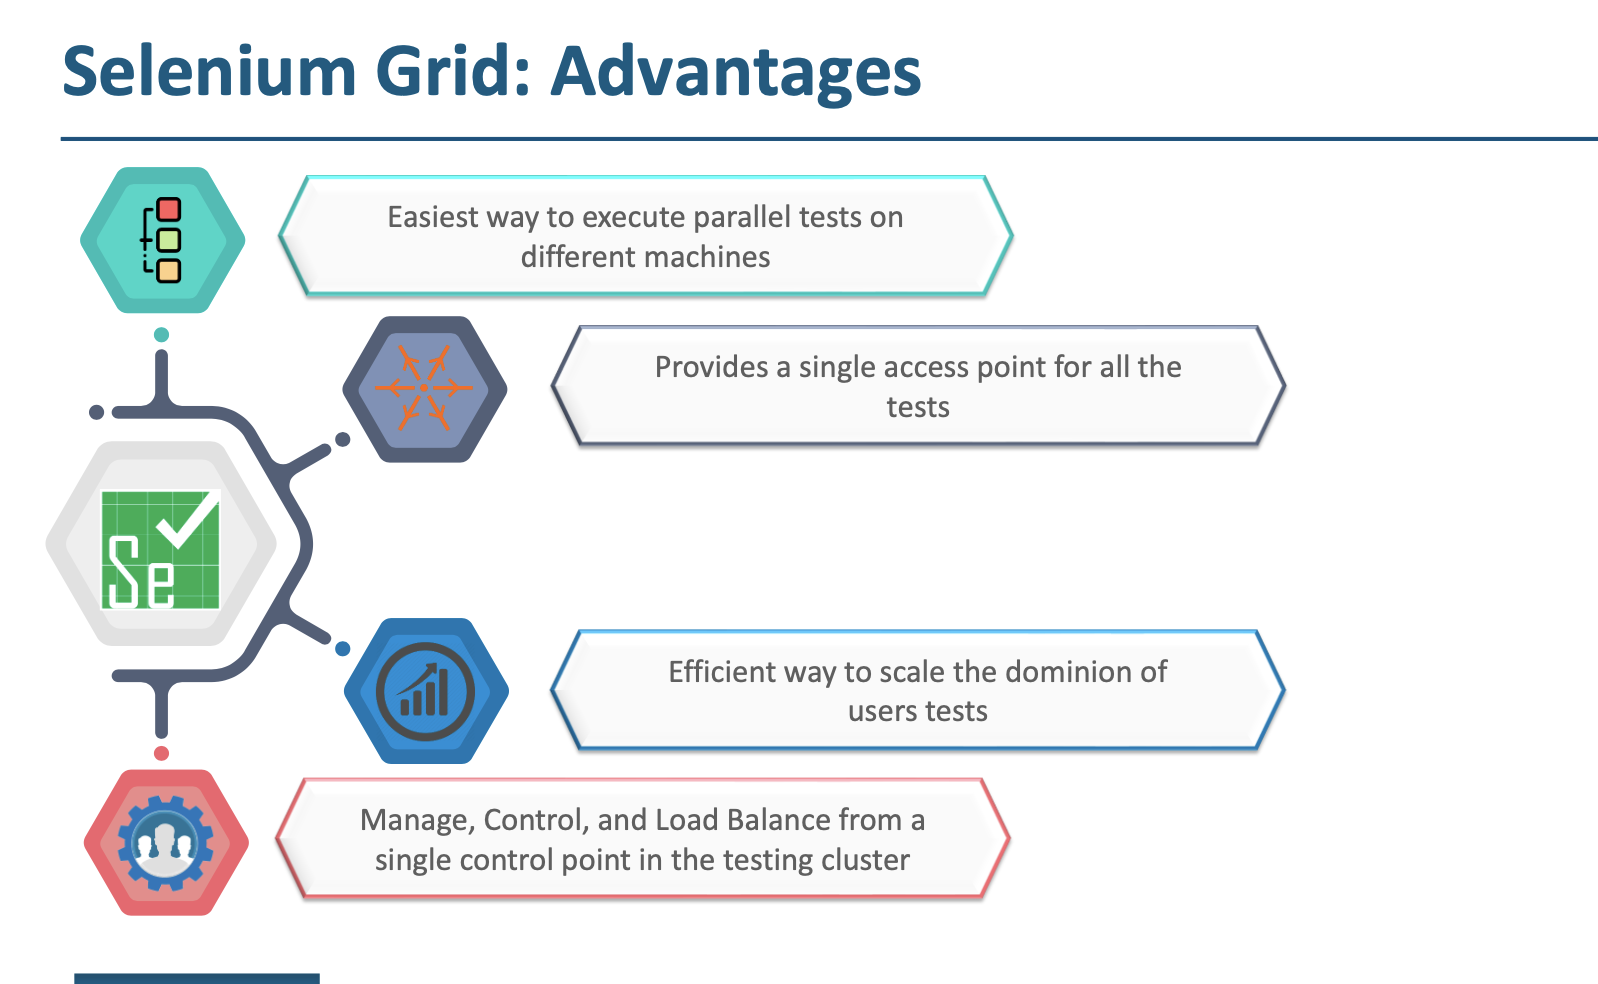 Selenium Grid: Advantages
Easiest way to execute parallel tests on
different machines
Provides a single access point for all the
tests
Se
Efficient way to scale the dominion of
users tests
Manage, Control, and Load Balance from a
single control point in the testing cluster